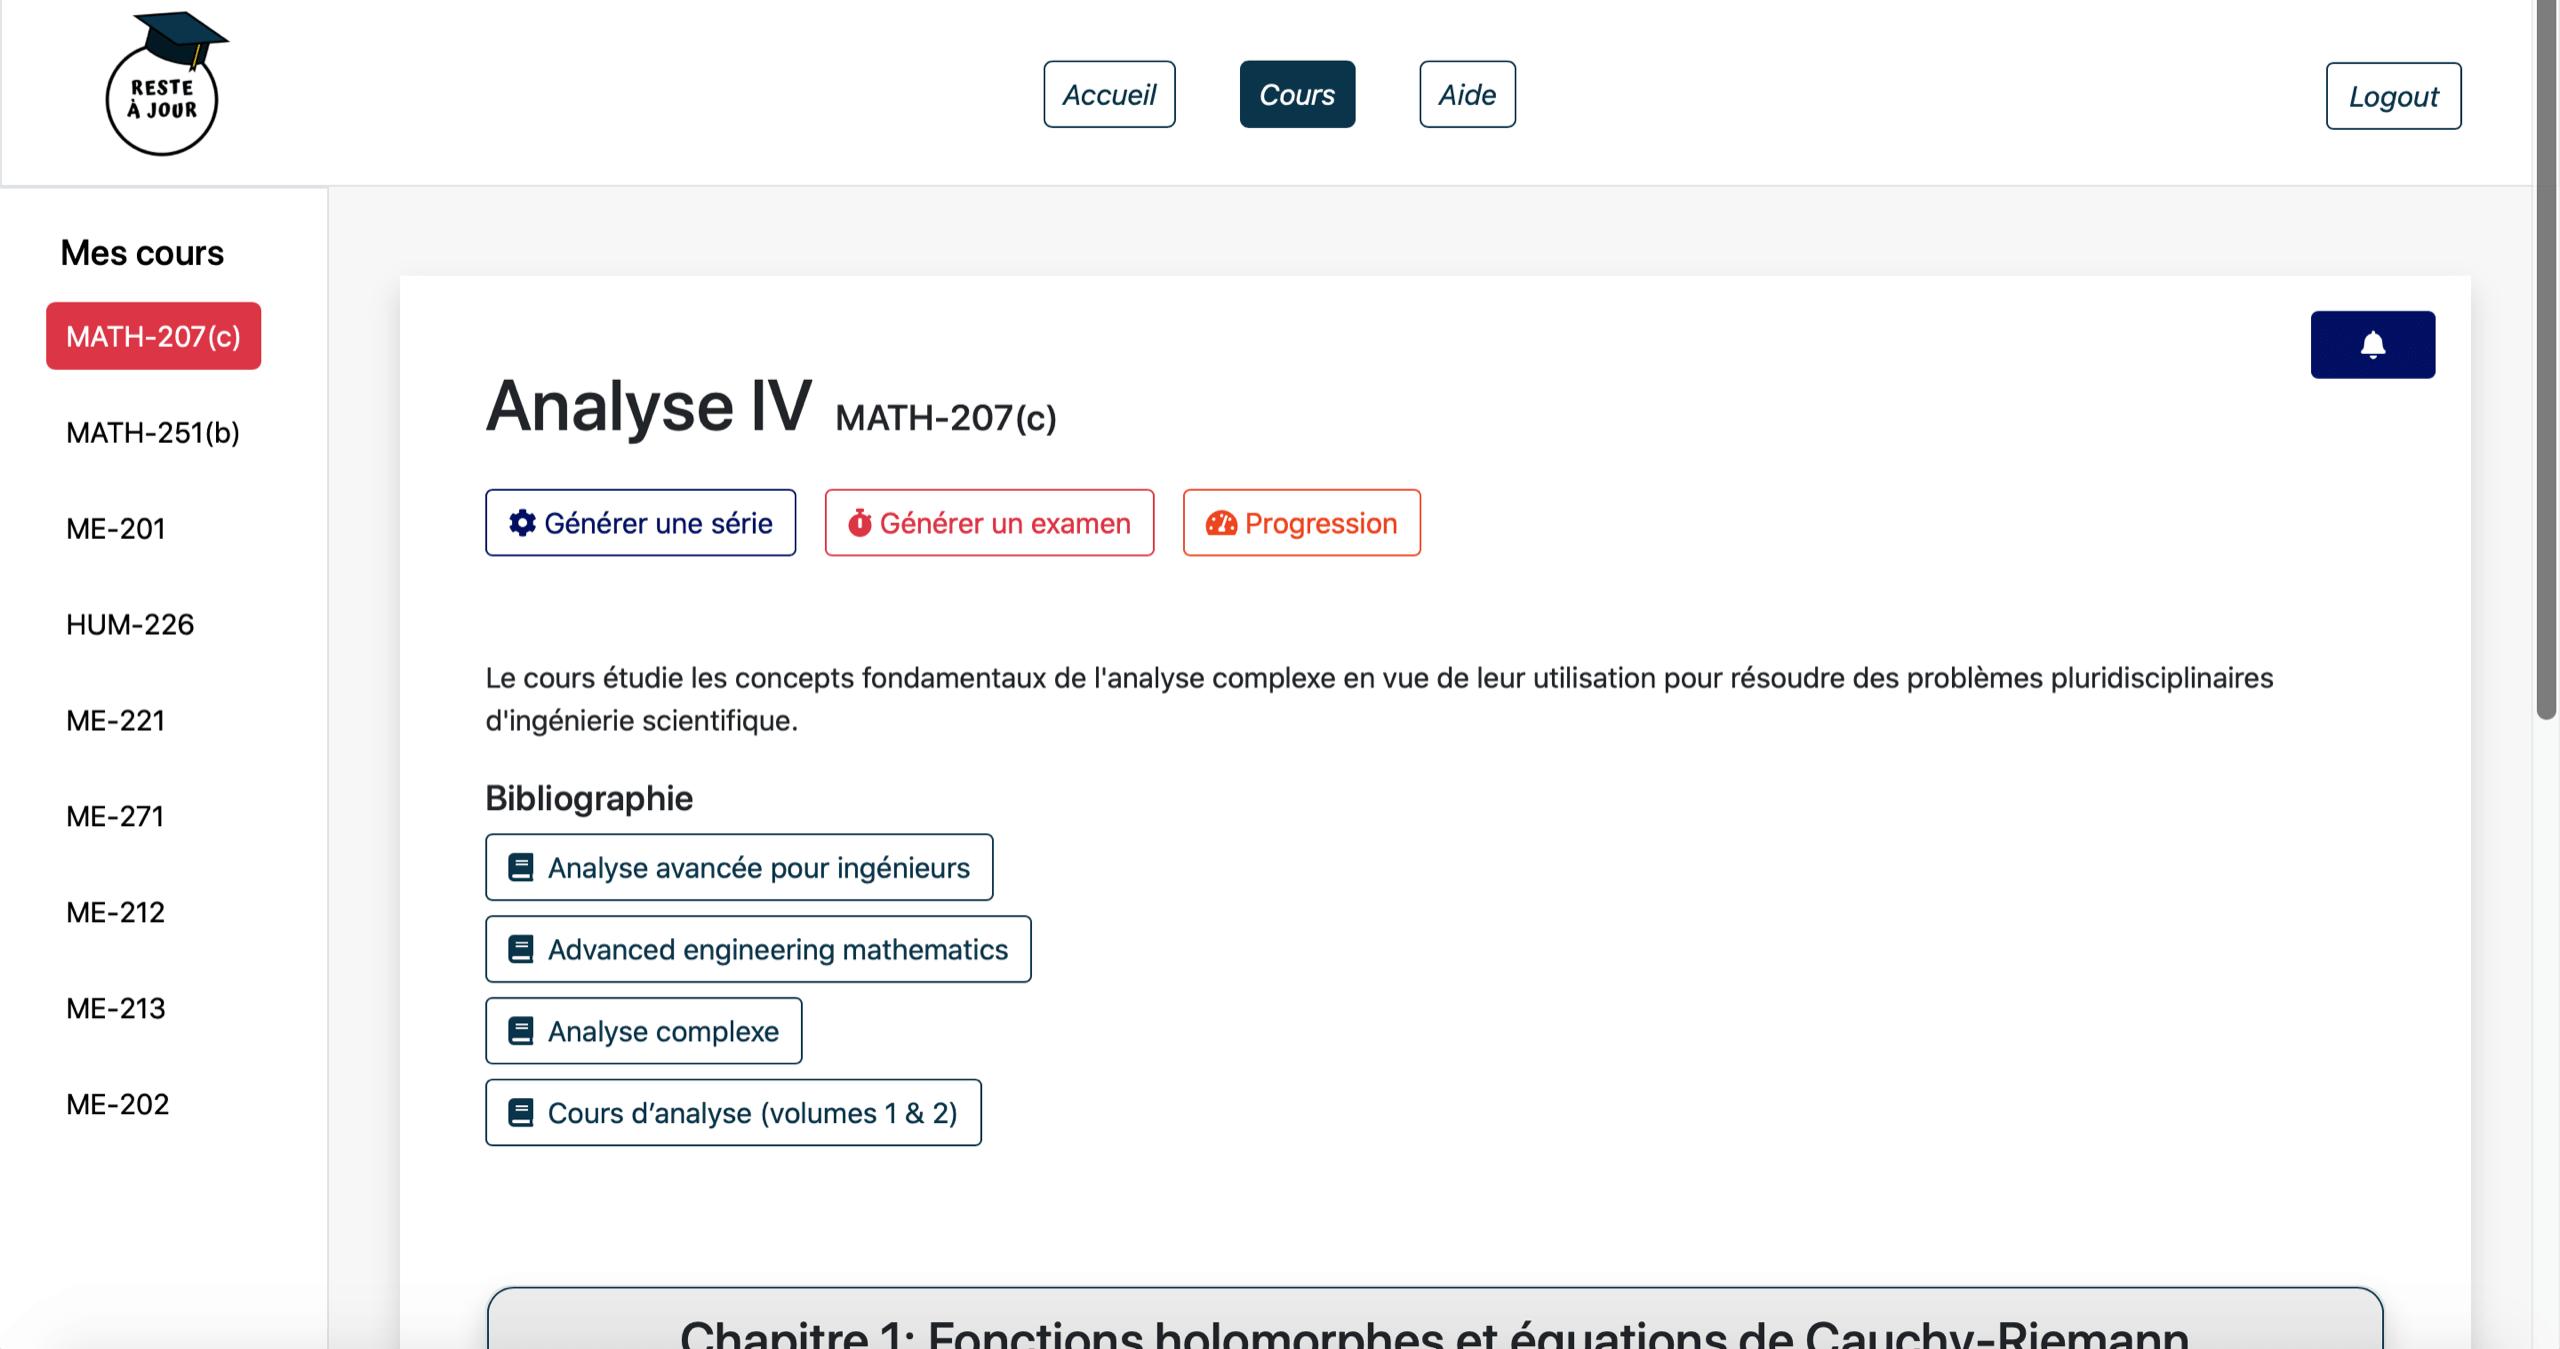 RESTE
À JOUR
Accueil
Cours
Aide
Logout
Mes cours
MATH-207(c)
MATH-251(b)
ME-201
HUM-226
ME-221
ME-271
ME-212
ME-213
ME-202
Analyse IV MATH-207(c)
Générer une série
Générer un examen
Progression
Le cours étudie les concepts fondamentaux de l'analyse complexe en vue de leur utilisation pour résoudre des problèmes pluridisciplinaires
d'ingénierie scientifique.
Bibliographie
Analyse avancée pour ingénieurs
Advanced engineering mathematics
Analyse complexe
Cours d’analyse (volumes 1 & 2)
Chapitre 1: Fonctions holomorphes et équations de Cauchy-Riemann